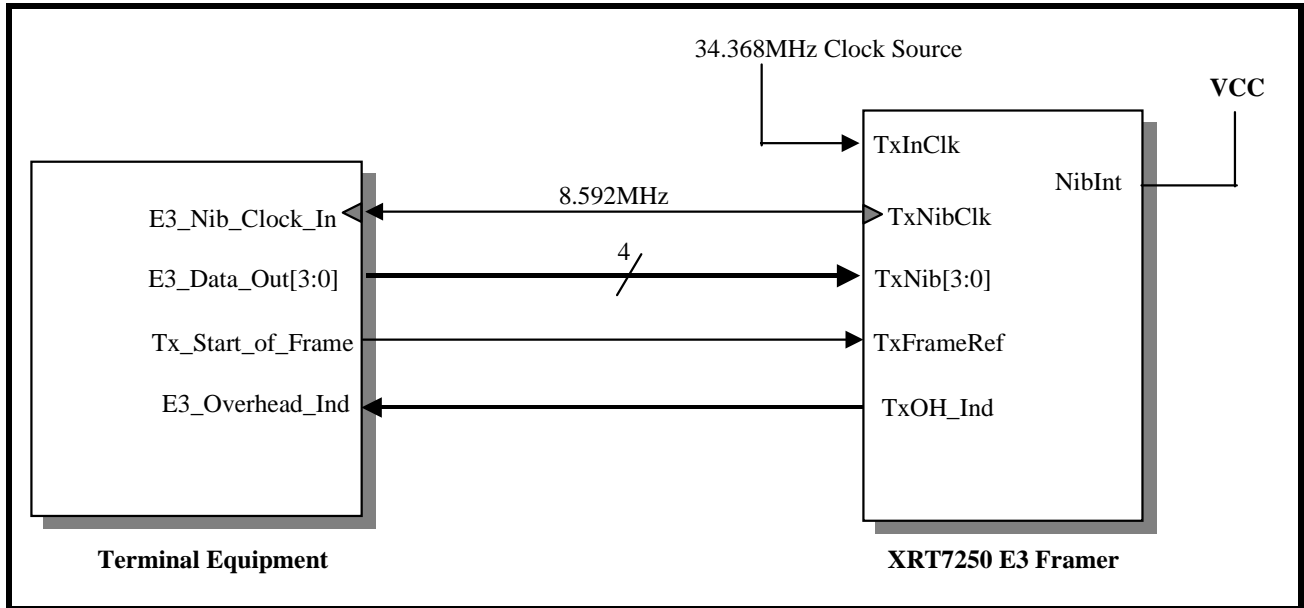 34.368MHz Clock Source
VCC
TxInClk
NibInt
8.592MHz
E3_Nib_Clock_In
TxNibClk
4
E3_Data_Out[3:0]
TxNib[3:0]
Tx_Start_of_Frame
TxFrameRef
E3_Overhead_Ind
TxOH_Ind
Terminal Equipment
XRT7250 E3 Framer